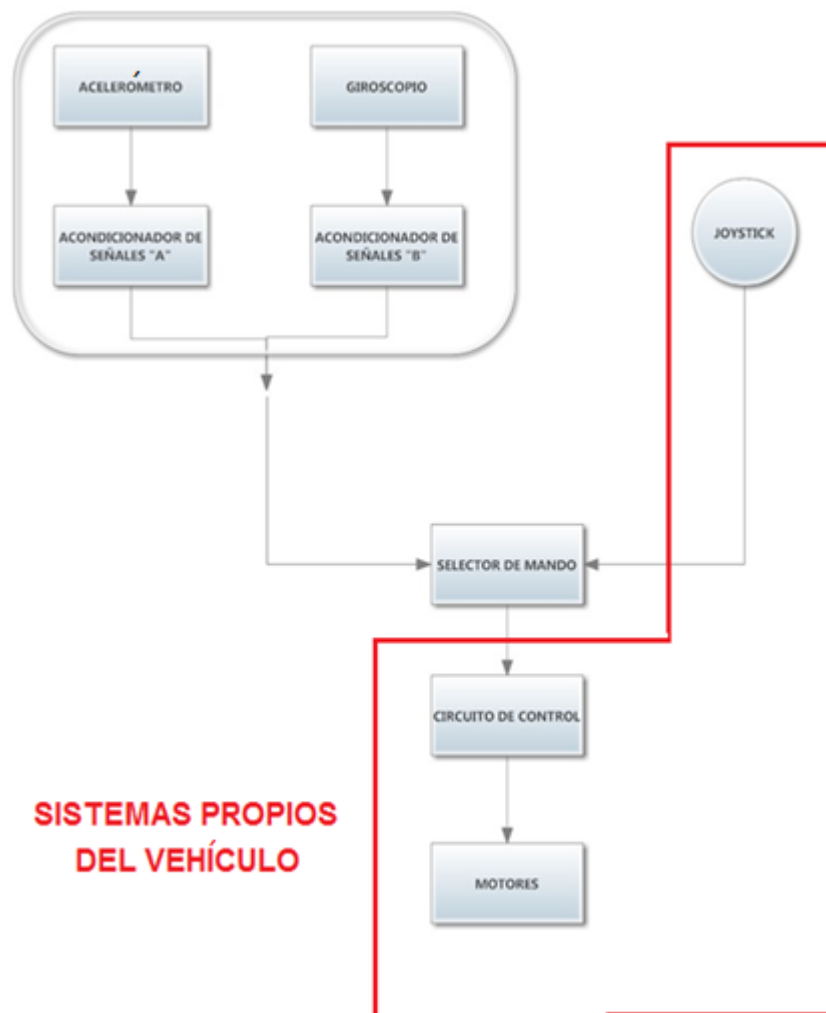 ACELERÓMETRO
GIROSCOPIO
ACONDICIONADOR DE
SEÑALES "A"
ACONDICIONADOR DE
SEÑALES "B"
JOYSTICK
SELECTOR DE MANDO
CIRCUITO DE CONTROL
SISTEMAS PROPIOS
DEL VEHÍCULO
MOTORES